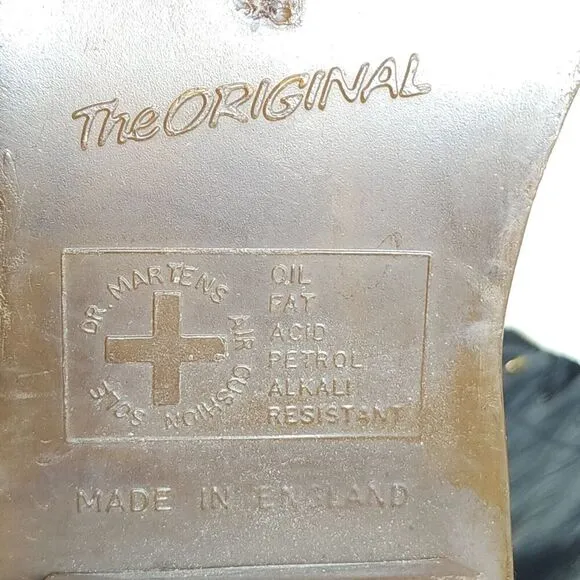 The ORIGINAL
DR. MARTENS AIR CUSHION SOLE
OIL
FAT
ACID
PETROL
ALKALI
RESISTANT
MADE IN ENGLAND